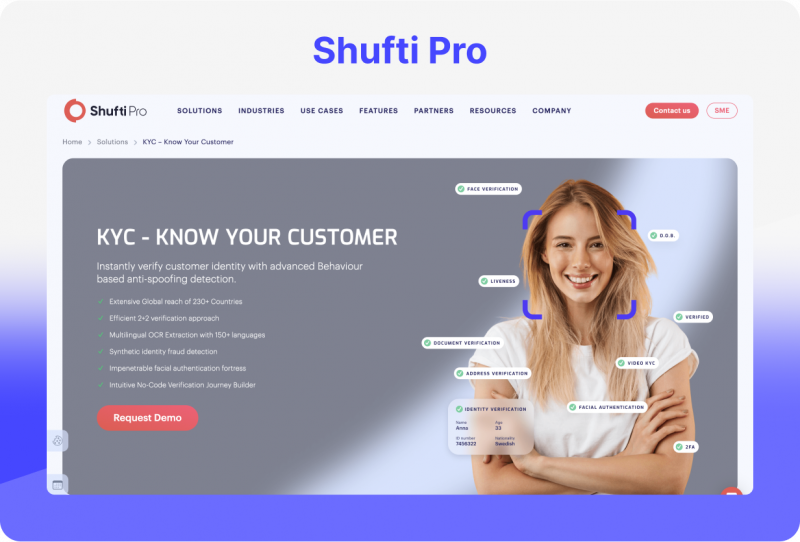 Shufti Pro
Shufti Pro
SOLUTIONS INDUSTRIES USE CASES FEATURES PARTNERS RESOURCES COMPANY
Contact us SME
Home > Solutions > KYC – Know Your Customer
FACE VERIFICATION
D.O.B.
KYC - KNOW YOUR CUSTOMER
Instantly verify customer identity with advanced Behaviour
based anti-spoofing detection.
LIVENESS
Extensive Global reach of 230+ Countries
Efficient 2+2 verification approach
VERIFIED
Multilingual OCR Extraction with 150+ languages
DOCUMENT VERIFICATION
Synthetic identity fraud detection
VIDEO KYC
Impenetrable facial authentication fortress
ADDRESS VERIFICATION
Intuitive No-Code Verification Journey Builder
FACIAL AUTHENTICATION
Request Demo
IDENTITY VERIFICATION
Name Age
Anna 33
ID number Nationality
7456322 Swedish
2FA